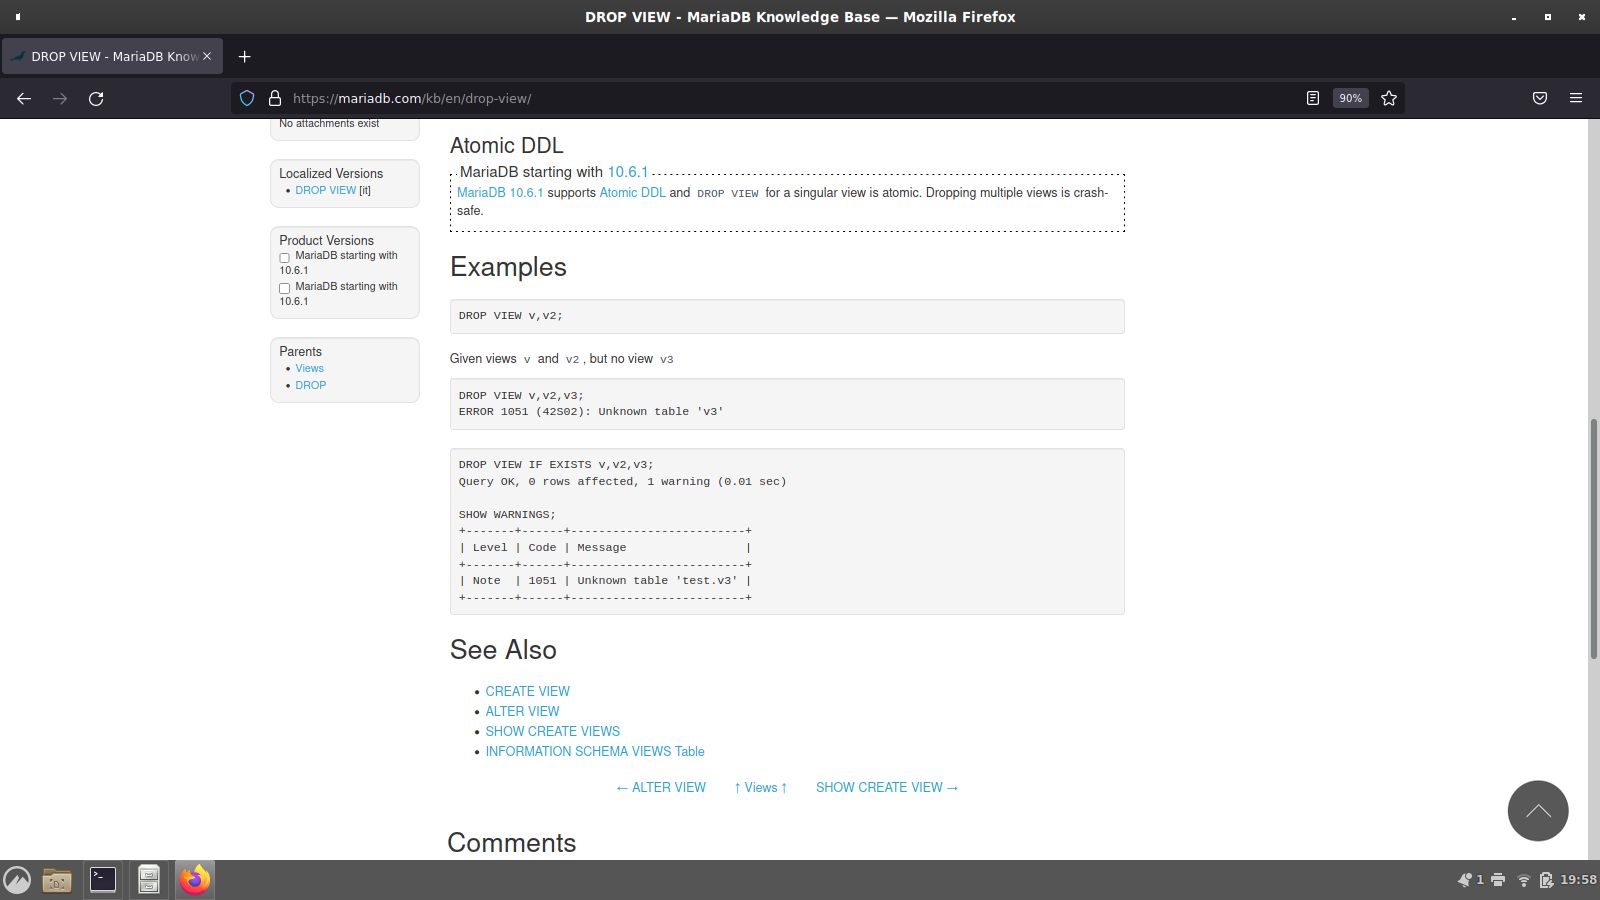 DROP VIEW - MariaDB Knowledge Base — Mozilla Firefox
DROP VIEW - MariaDB Know
https://mariadb.com/kb/en/drop-view/
90%
No attachments exist
Localized Versions
• DROP VIEW [it]
Product Versions
MariaDB starting with
10.6.1
MariaDB starting with
10.6.1
Parents
• Views
• DROP
Atomic DDL
MariaDB starting with 10.6.1
MariaDB 10.6.1 supports Atomic DDL and DROP VIEW for a singular view is atomic. Dropping multiple views is crash-
safe.
Examples
DROP VIEW v,v2;
Given views v and v2 , but no view v3
DROP VIEW v,v2,v3;
ERROR 1051 (42S02): Unknown table 'v3'
DROP VIEW IF EXISTS v,v2,v3;
Query OK, 0 rows affected, 1 warning (0.01 sec)
SHOW WARNINGS;
+-------+------+-------------------------+
| Level | Code | Message                 |
+-------+------+-------------------------+
| Note  | 1051 | Unknown table 'test.v3' |
+-------+------+-------------------------+
See Also
• CREATE VIEW
• ALTER VIEW
• SHOW CREATE VIEWS
• INFORMATION SCHEMA VIEWS Table
← ALTER VIEW ↑ Views ↑ SHOW CREATE VIEW →
Comments
1 19:58